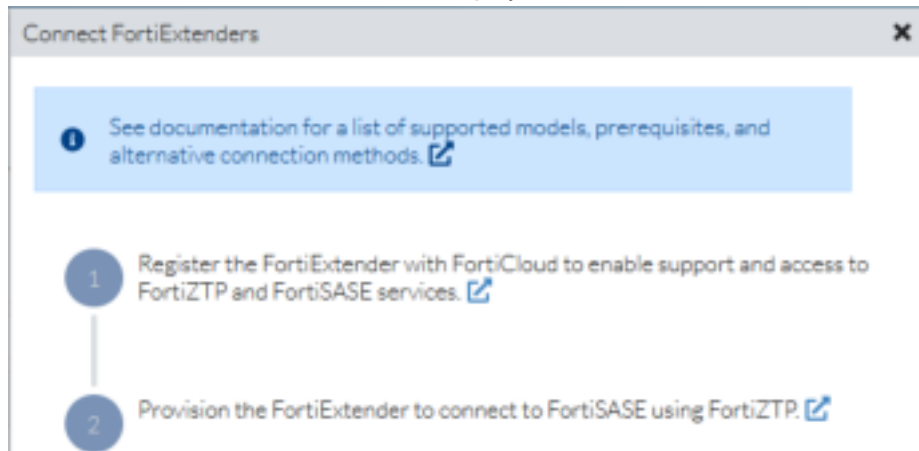 Connect FortiExtenders
See documentation for a list of supported models, prerequisites, and
alternative connection methods.
1
Register the FortiExtender with FortiCloud to enable support and access to
FortiZTP and FortiSASE services.
2
Provision the FortiExtender to connect to FortiSASE using FortiZTP.